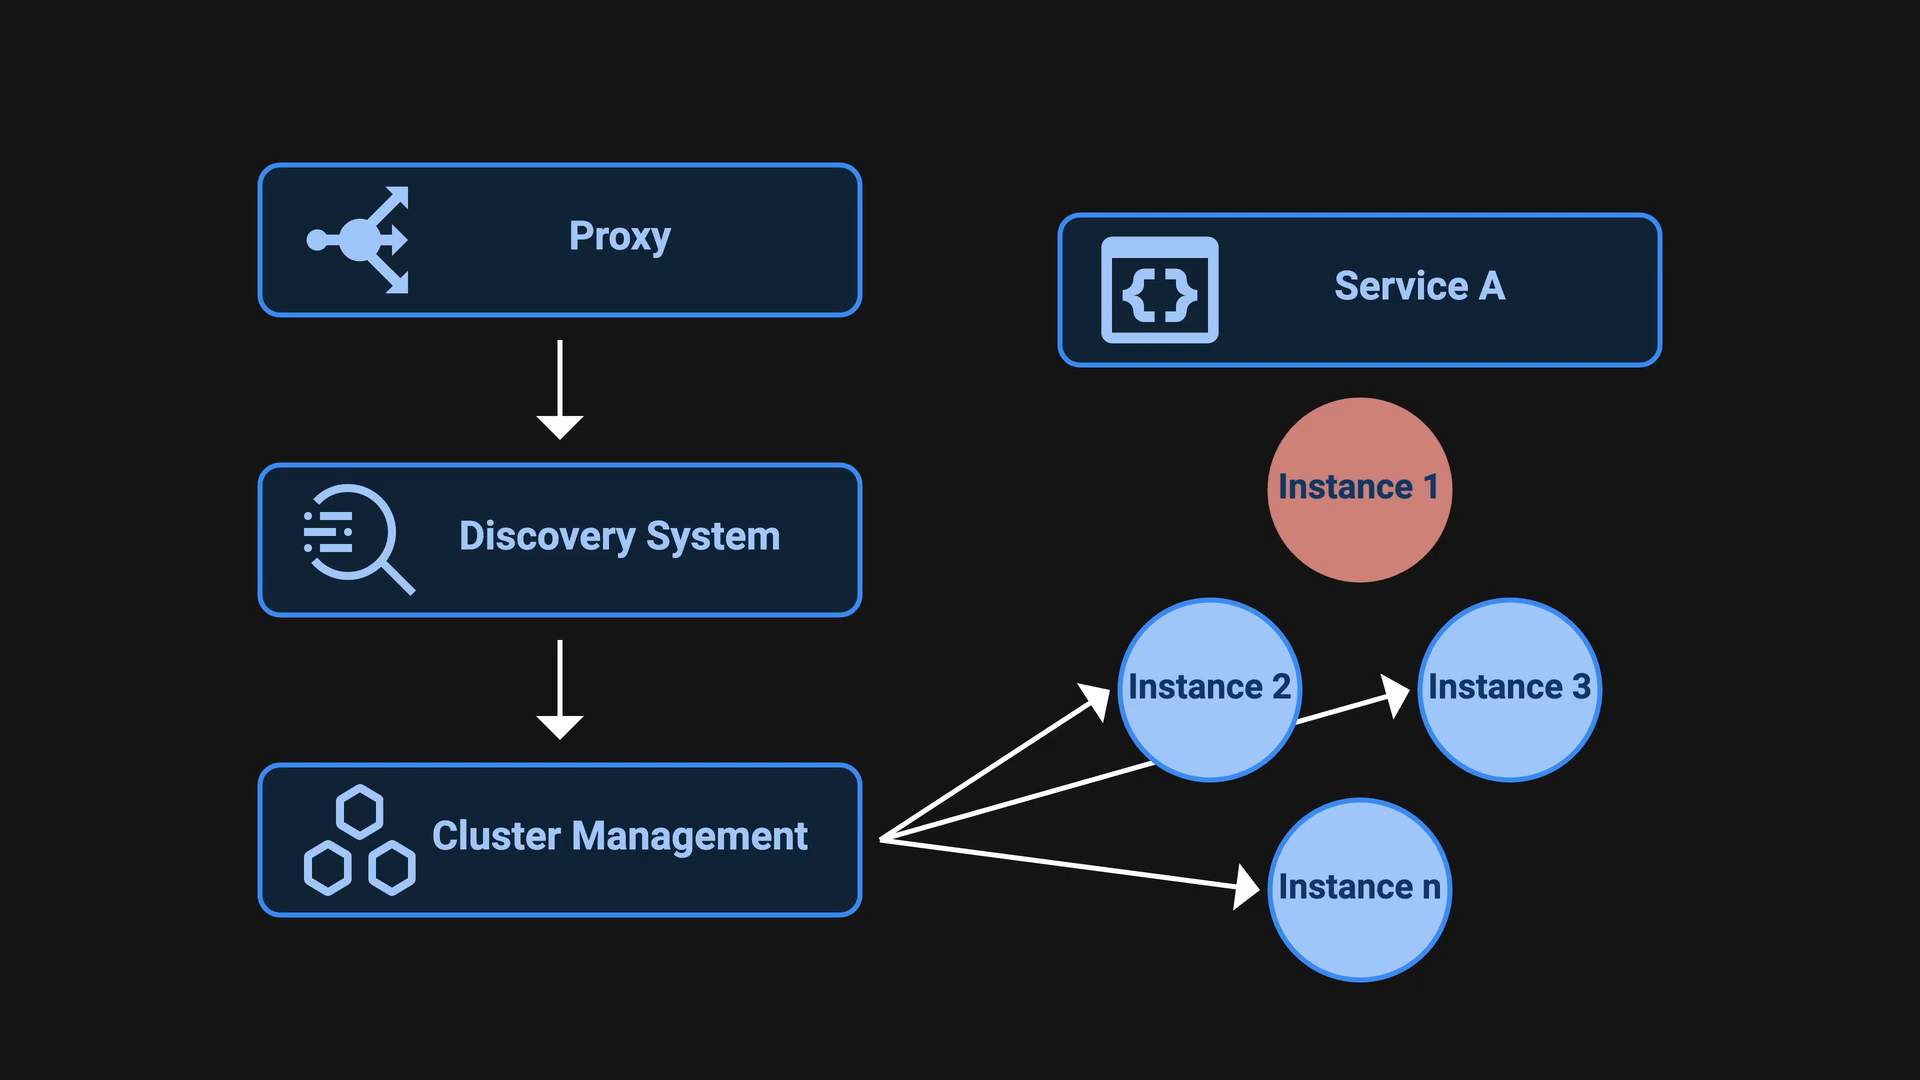 Proxy
Discovery System
Cluster Management
Service A
{}
Instance 1
Instance 2
Instance 3
Instance n